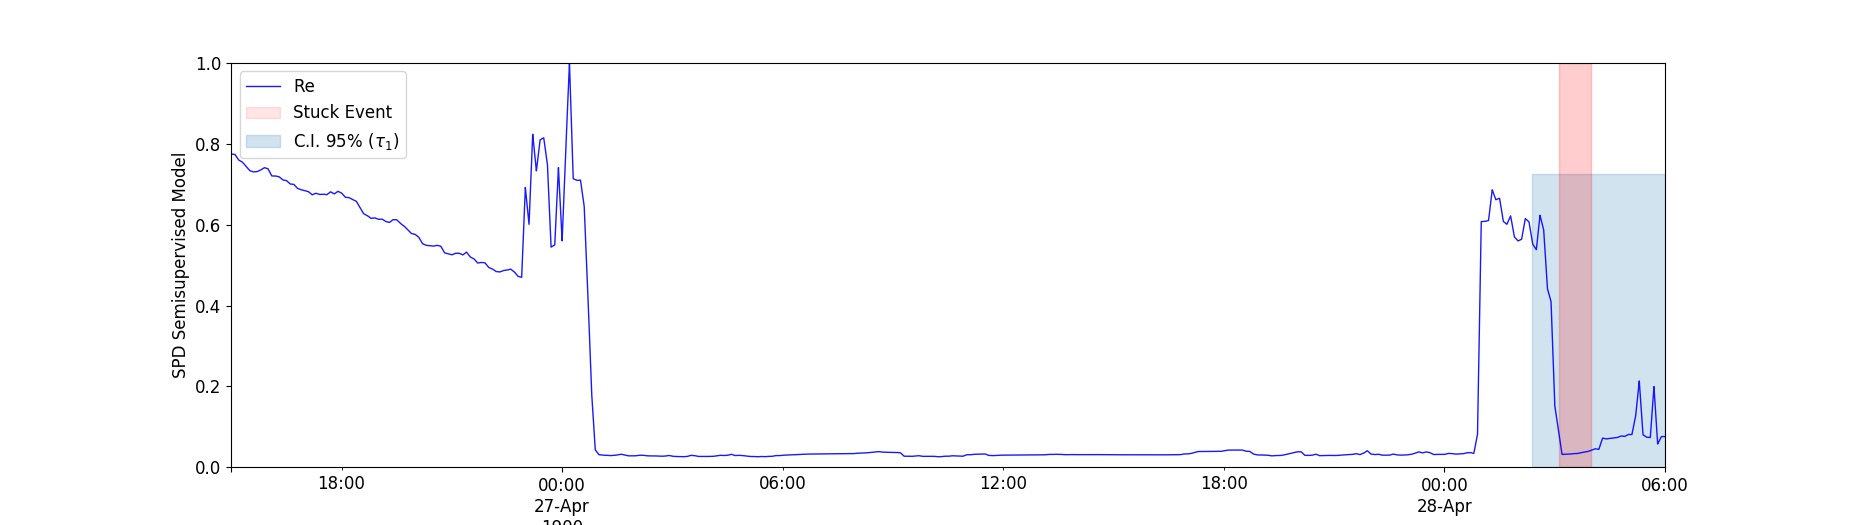 1.0
0.8
0.6
0.4
0.2
0.0
SPD Semisupervised Model
Re
Stuck Event
C.I. 95% (τ₁)
18:00
00:00
27-Apr
1900
06:00
12:00
18:00
00:00
28-Apr
06:00